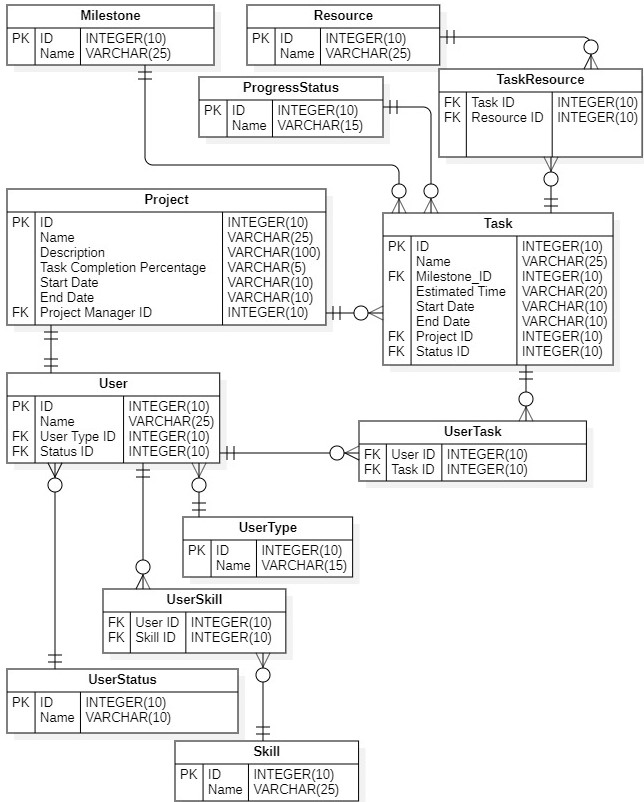 Milestone
PK ID INTEGER(10)
Name VARCHAR(25)
Resource
PK ID INTEGER(10)
Name VARCHAR(25)
TaskResource
FK Task ID INTEGER(10)
FK Resource ID INTEGER(10)
ProgressStatus
PK ID INTEGER(10)
Name VARCHAR(15)
Project
PK ID INTEGER(10)
Name VARCHAR(25)
Description VARCHAR(100)
Task Completion Percentage VARCHAR(5)
Start Date VARCHAR(10)
End Date VARCHAR(10)
FK Project Manager ID INTEGER(10)
Task
PK ID INTEGER(10)
Name VARCHAR(25)
FK Milestone_ID INTEGER(10)
Estimated Time VARCHAR(20)
Start Date VARCHAR(10)
End Date VARCHAR(10)
FK Project ID INTEGER(10)
FK Status ID INTEGER(10)
User
PK ID INTEGER(10)
Name VARCHAR(25)
FK User Type ID INTEGER(10)
FK Status ID INTEGER(10)
UserTask
FK User ID INTEGER(10)
FK Task ID INTEGER(10)
UserType
PK ID INTEGER(10)
Name VARCHAR(15)
UserSkill
FK User ID INTEGER(10)
FK Skill ID INTEGER(10)
UserStatus
PK ID INTEGER(10)
Name VARCHAR(10)
Skill
PK ID INTEGER(10)
Name VARCHAR(25)